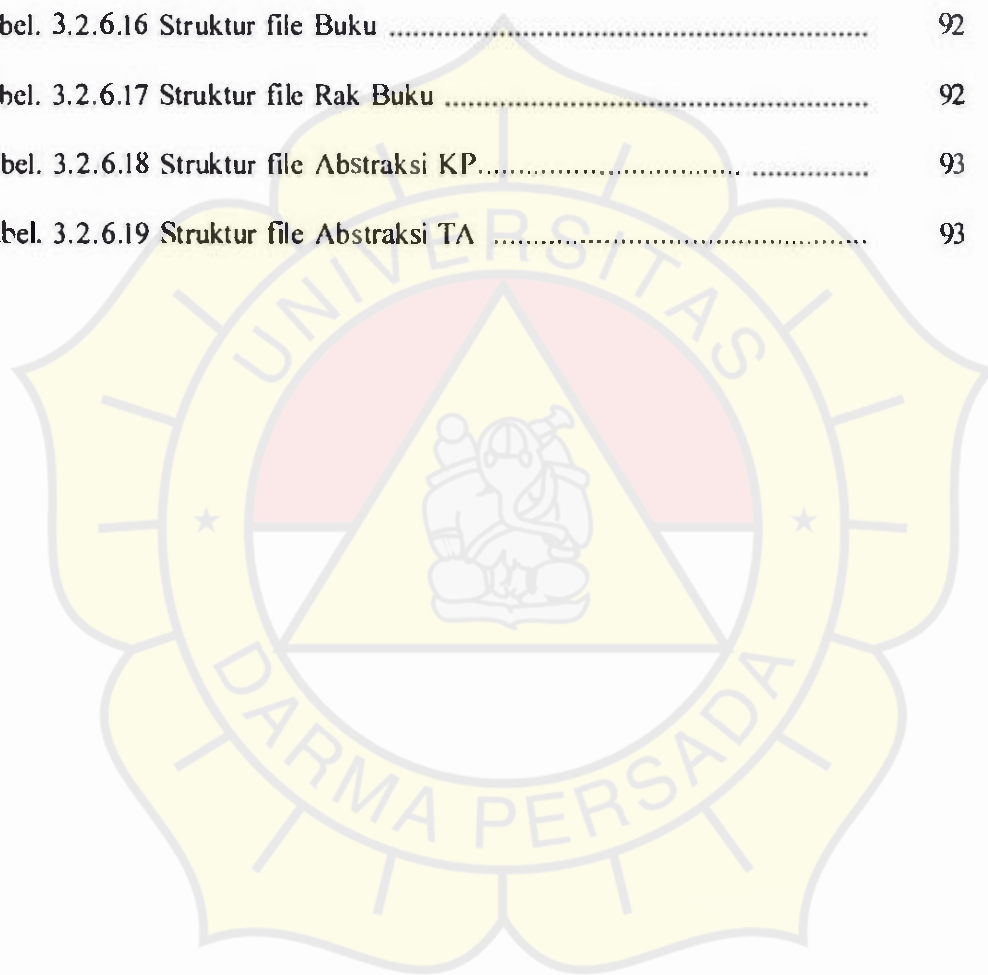 bel. 3.2.6.16 Struktur file Buku ........................................................................ 92
bel. 3.2.6.17 Struktur file Rak Buku ................................................................ 92
bel. 3.2.6.18 Struktur file Abstraksi KP................................ .................. 93
bel. 3.2.6.19 Struktur file Abstraksi TA .............................................. 93
UNIVERSITAS
DARMA PERSADA